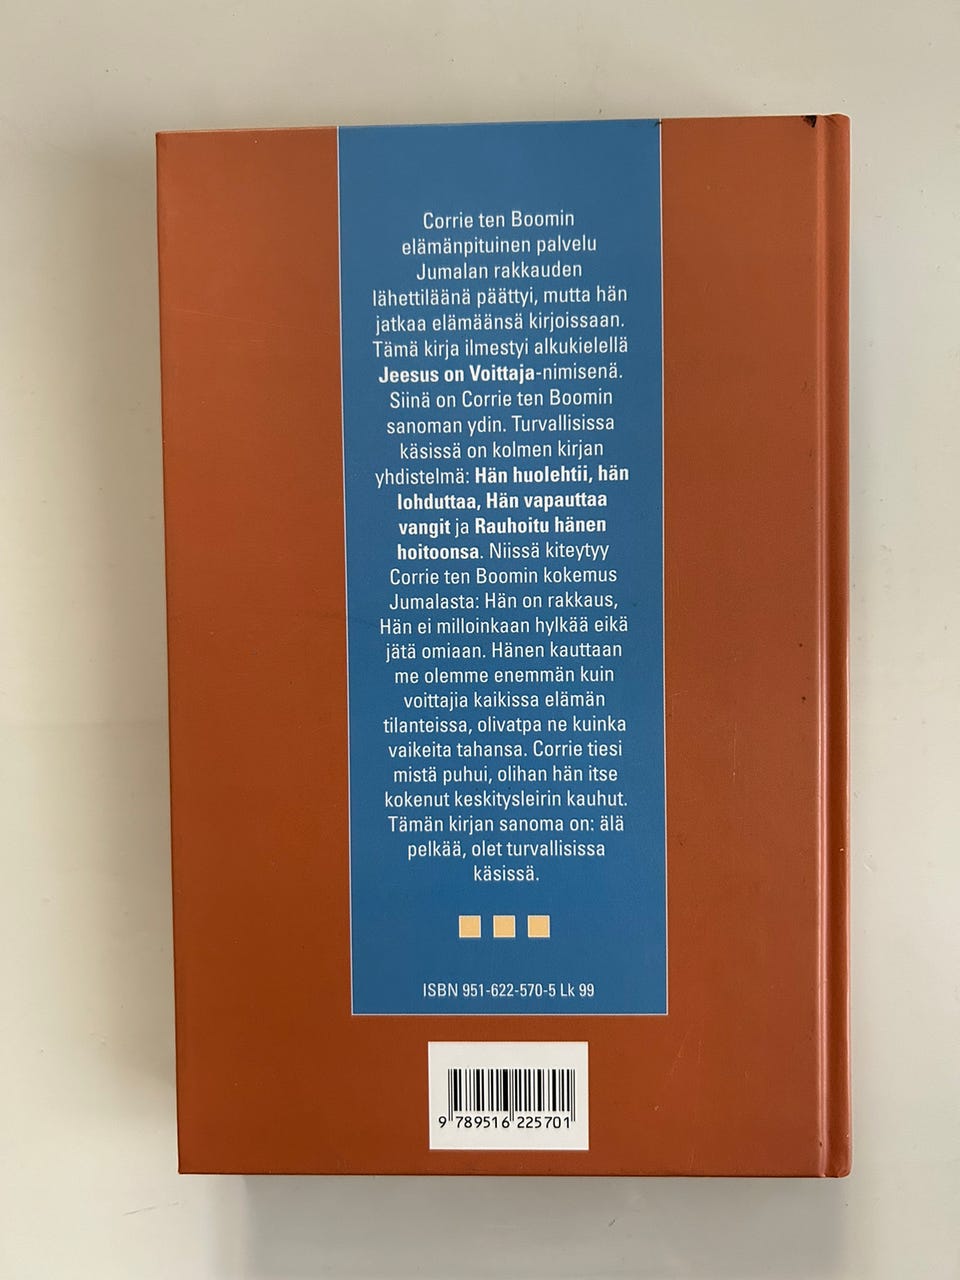 Corrie ten Boomin
elämänpituinen palvelu
Jumalan rakkauden
lähettiläänä päättyi, mutta hän
jatkaa elämäänsä kirjoissaan.
Tämä kirja ilmestyi alkukielellä
Jeesus on Voittaja-nimisenä.
Siinä on Corrie ten Boomin
sanoman ydin. Turvallisissa
käsissä on kolmen kirjan
yhdistelmä: Hän huolehtii, hän
lohduttaa, Hän vapauttaa
vangit ja Rauhoitu hänen
hoitoonsa. Niissä kiteytyy
Corrie ten Boomin kokemus
Jumalasta: Hän on rakkaus,
Hän ei milloinkaan hylkää eikä
jätä omiaan. Hänen kauttaan
me olemme enemmän kuin
voittajia kaikissa elämän
tilanteissa, olivatpa ne kuinka
vaikeita tahansa. Corrie tiesi
mistä puhui, olihan hän itse
kokenut keskitysleirin kauhut.
Tämän kirjan sanoma on: älä
pelkää, olet turvallisissa
käsissä.
ISBN 951-622-570-5 Lk 99
9 789516 225701